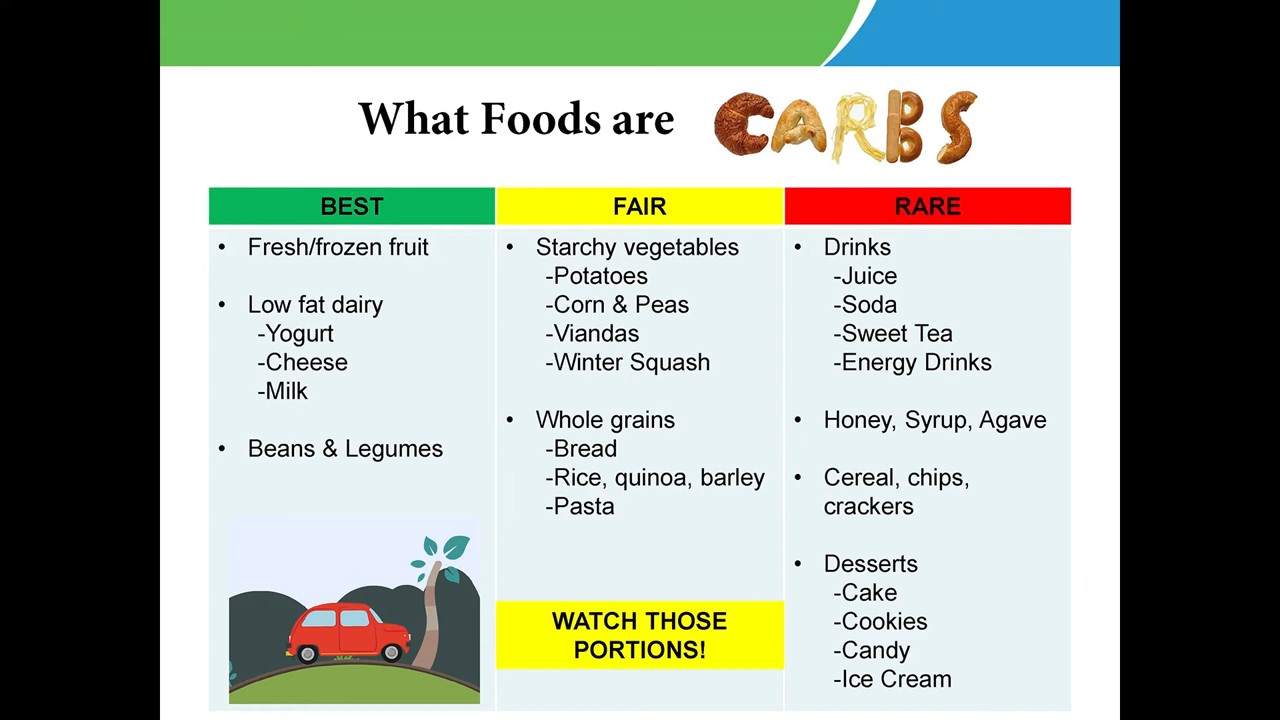 What Foods are CARBS
BEST
• Fresh/frozen fruit
• Low fat dairy
-Yogurt
-Cheese
-Milk
• Beans & Legumes
FAIR
• Starchy vegetables
-Potatoes
-Corn & Peas
-Viandas
-Winter Squash
• Whole grains
-Bread
-Rice, quinoa, barley
-Pasta
WATCH THOSE
PORTIONS!
RARE
• Drinks
-Juice
-Soda
-Sweet Tea
-Energy Drinks
• Honey, Syrup, Agave
• Cereal, chips,
crackers
• Desserts
-Cake
-Cookies
-Candy
-Ice Cream